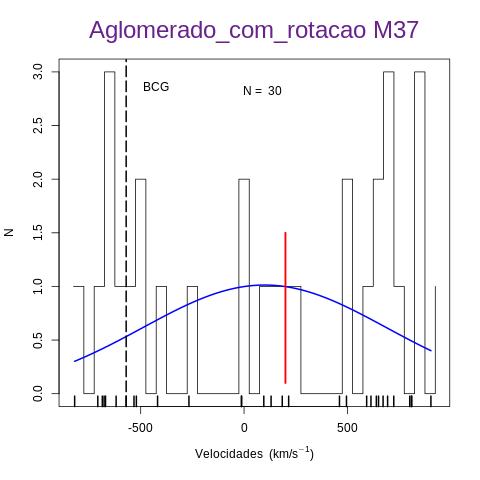 Aglomerado_com_rotacao M37
BCG
N = 30
3.0
2.5
2.0
1.5
1.0
0.5
0.0
N
-500 0 500
Velocidades (km/s⁻¹)